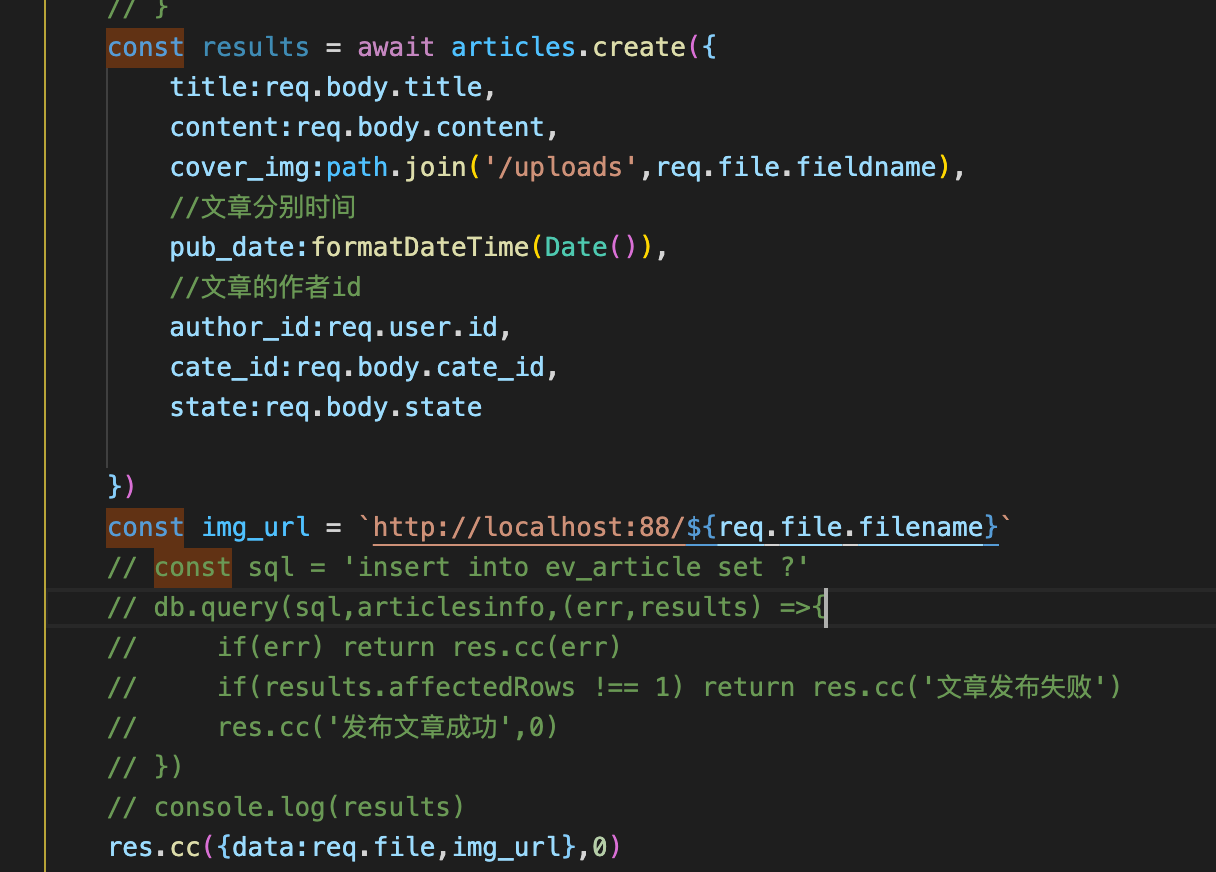 // }
const results = await articles.create({
title:req.body.title,
content:req.body.content,
cover_img:path.join('/uploads',req.file.fieldname),
//文章分别时间
pub_date:formatDateTime(Date()),
//文章的作者id
author_id:req.user.id,
cate_id:req.body.cate_id,
state:req.body.state
})
const img_url = `http://localhost:88/${req.file.filename}`
// const sql = 'insert into ev_article set ?'
// db.query(sql,articlesinfo,(err,results) =>{
//     if(err) return res.cc(err)
//     if(results.affectedRows !== 1) return res.cc('文章发布失败')
//     res.cc('发布文章成功',0)
// })
// console.log(results)
res.cc({data:req.file,img_url},0)